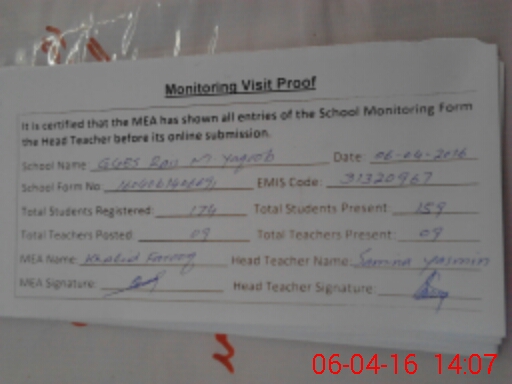 Monitoring Visit Proof
It is certified that the MEA has shown all entries of the School Monitoring Form
the Head Teacher before its online submission.
School Name: GGES M Yaqoob Date: 06-04-2016
School Form No. EMIS Code: 31320967
Total Students Registered: 174 Total Students Present: 159
Total Teachers Posted: 09 Total Teachers Present: 09
MEA Name: Khalid Farooq Head Teacher Name: Samina Yasmin
MEA Signature: Head Teacher Signature:
06-04-16 14:07